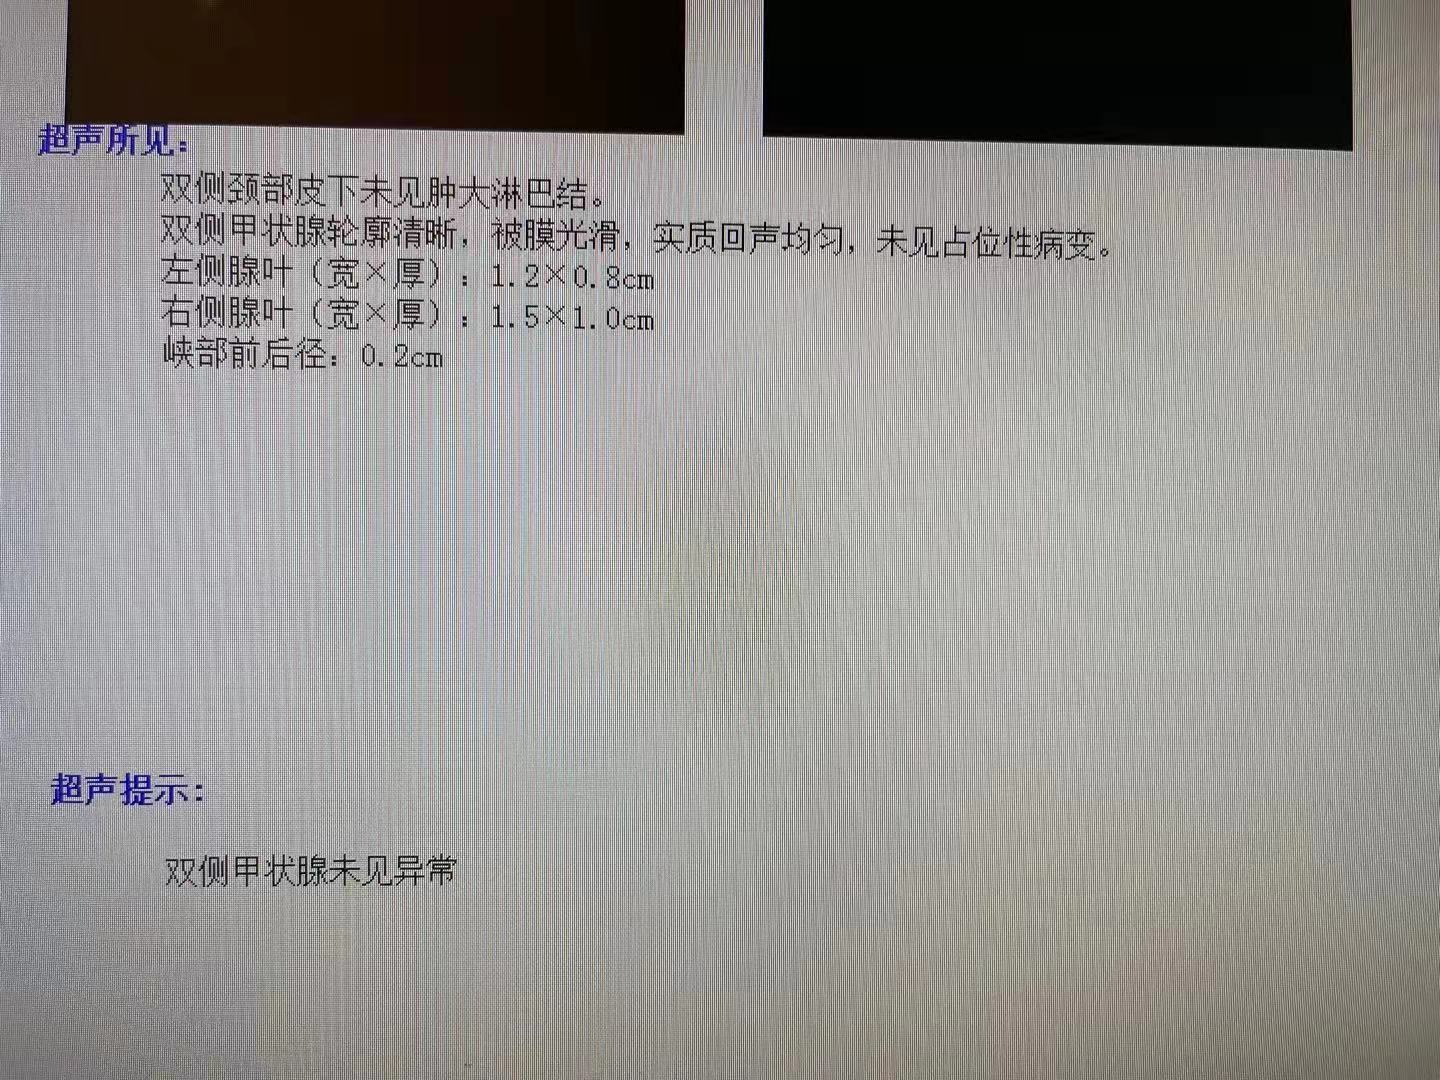 超声所见：
双侧颈部皮下未见肿大淋巴结。
双侧甲状腺轮廓清晰，被膜光滑，实质回声均匀，未见占位性病变。
左侧腺叶（宽×厚）：1.2×0.8cm
右侧腺叶（宽×厚）：1.5×1.0cm
峡部前后径：0.2cm
超声提示：
双侧甲状腺未见异常